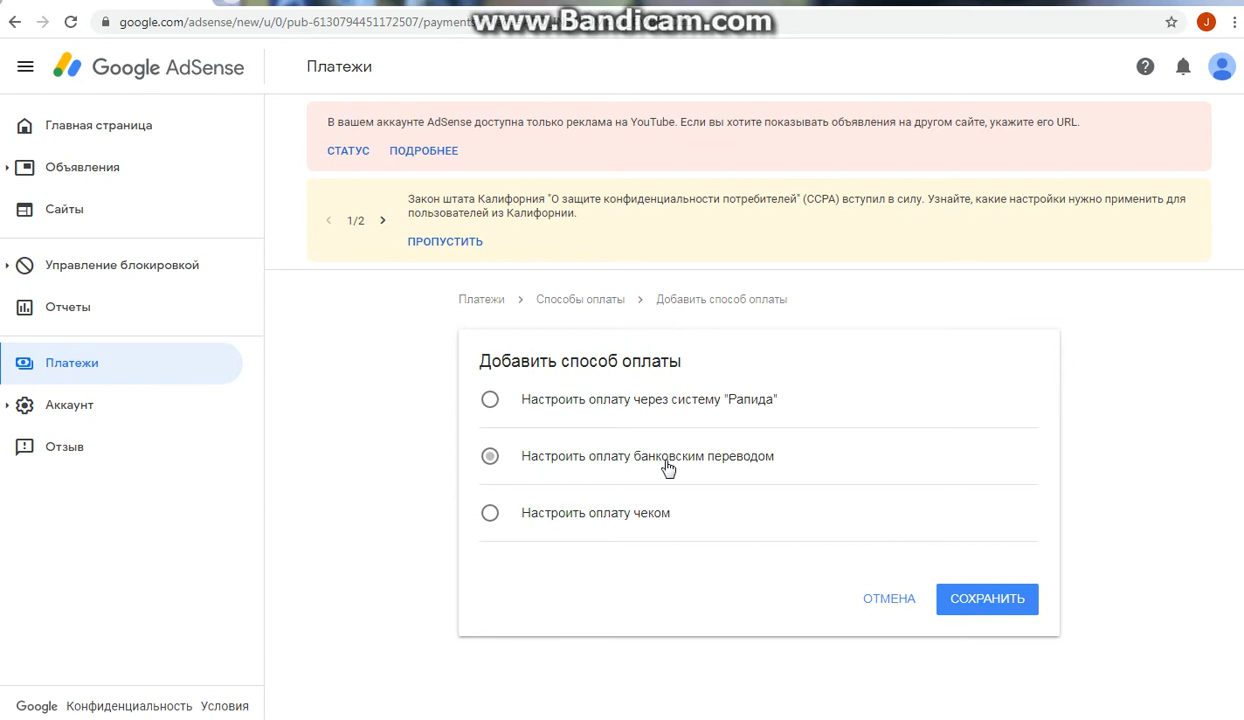 google.com/adsense/new/u/0/pub-6130794451172507/payments
www.Bandicam.com
J
Google AdSense
Платежи
Главная страница
Объявления
Сайты
Управление блокировкой
Отчеты
Платежи
Аккаунт
Отзыв
В вашем аккаунте AdSense доступна только реклама на YouTube. Если вы хотите показывать объявления на другом сайте, укажите его URL.
СТАТУС ПОДРОБНЕЕ
1/2
Закон штата Калифорния "О защите конфиденциальности потребителей" (CCPA) вступил в силу. Узнайте, какие настройки нужно применить для
пользователей из Калифорнии.
ПРОПУСТИТЬ
Платежи > Способы оплаты > Добавить способ оплаты
Добавить способ оплаты
Настроить оплату через систему "Рапида"
Настроить оплату банковским переводом
Настроить оплату чеком
ОТМЕНА СОХРАНИТЬ
Google Конфиденциальность Условия